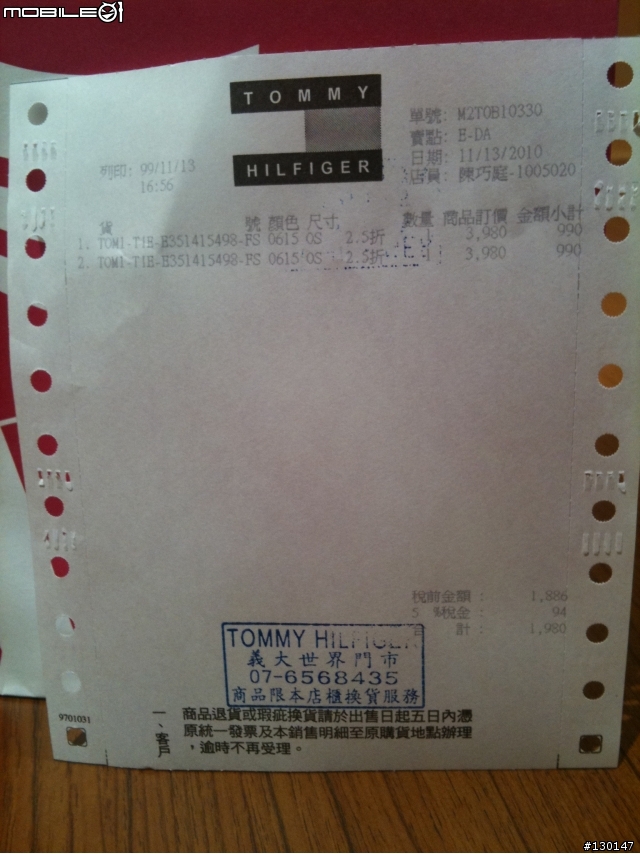 MOBILE01
TOMMY
HILFIGER
單號: M2T0B10330
賣點: E-DA
日期: 11/13/2010
店員: 陳巧庭-1005020
列印: 99/11/13
16:56
貨 號 顏色 尺寸 數量 商品訂價 金額小計
1. TOM1-T1E-E351415498-FS 0615 OS 2.5折 1 3,980 990
2. TOM1-T1E-E351415498-FS 0615 OS 2.5折 1 3,980 990
稅前金額 : 1,886
5 %稅金 : 94
計 : 1,980
TOMMY HILFIGER
義大世界門市
07-6568435
商品限本店櫃換貨服務
9701031
一、客戶
商品退貨或瑕疵換貨請於出售日起五日內憑
原統一發票及本銷售明細至原購貨地點辦理
，逾時不再受理。
#130147